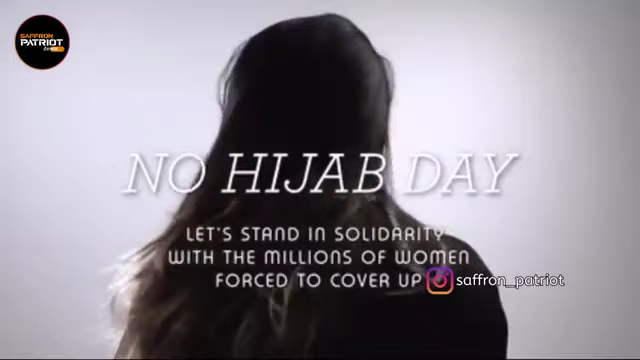 SAFFRON
PATRIOT
NO HIJAB DAY
LET'S STAND IN SOLIDARITY
WITH THE MILLIONS OF WOMEN
FORCED TO COVER UP
saffron_patriot